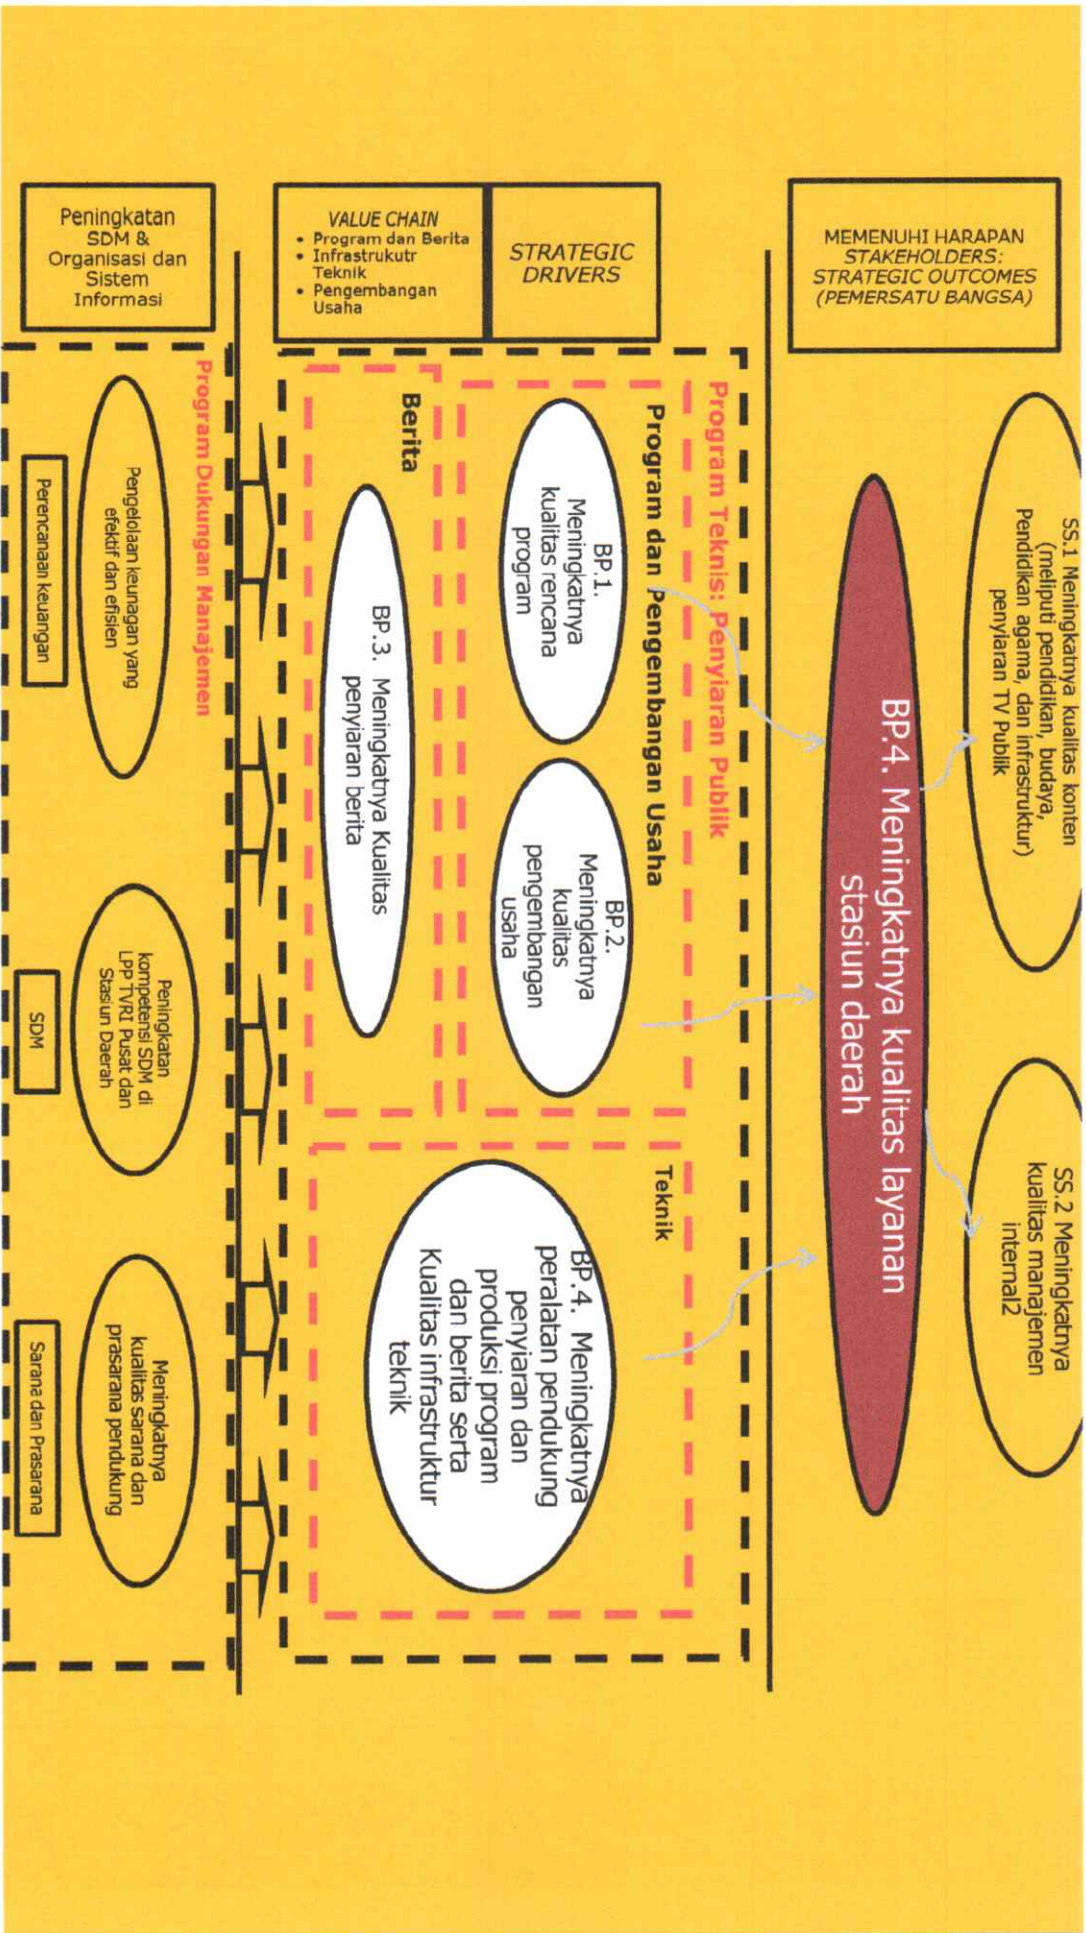 MEMENUHI HARAPAN
STAKEHOLDERS:
STRATEGIC OUTCOMES
(PEMERSATU BANGSA)
SS.1 Meningkatnya kualitas konten
(meliputi pendidikan, budaya,
Pendidikan agama, dan infrastruktur)
penyiaran TV Publik
SS.2 Meningkatnya
kualitas manajemen
internal2
BP.4. Meningkatnya kualitas layanan
stasiun daerah
STRATEGIC
DRIVERS
VALUE CHAIN
• Program dan Berita
• Infrastrukutr
Teknik
• Pengembangan
Usaha
Program Teknis: Penyiaran Publik
Program dan Pengembangan Usaha
BP.1.
Meningkatnya
kualitas rencana
program
BP.2.
Meningkatnya
kualitas
pengembangan
usaha
Berita
BP.3. Meningkatnya Kualitas
penyiaran berita
Teknik
BP.4. Meningkatnya
peralatan pendukung
penyiaran dan
produksi program
dan berita serta
Kualitas infrastruktur
teknik
Peningkatan
SDM &
Organisasi dan
Sistem
Informasi
Program Dukungan Manajemen
Pengelolaan keunagan yang
efektif dan efisien
Perencanaan keuangan
Peningkatan
kompetensi SDM di
LPP TVRI Pusat dan
Stasiun Daerah
SDM
Meningkatnya
kualitas sarana dan
prasarana pendukung
Sarana dan Prasarana